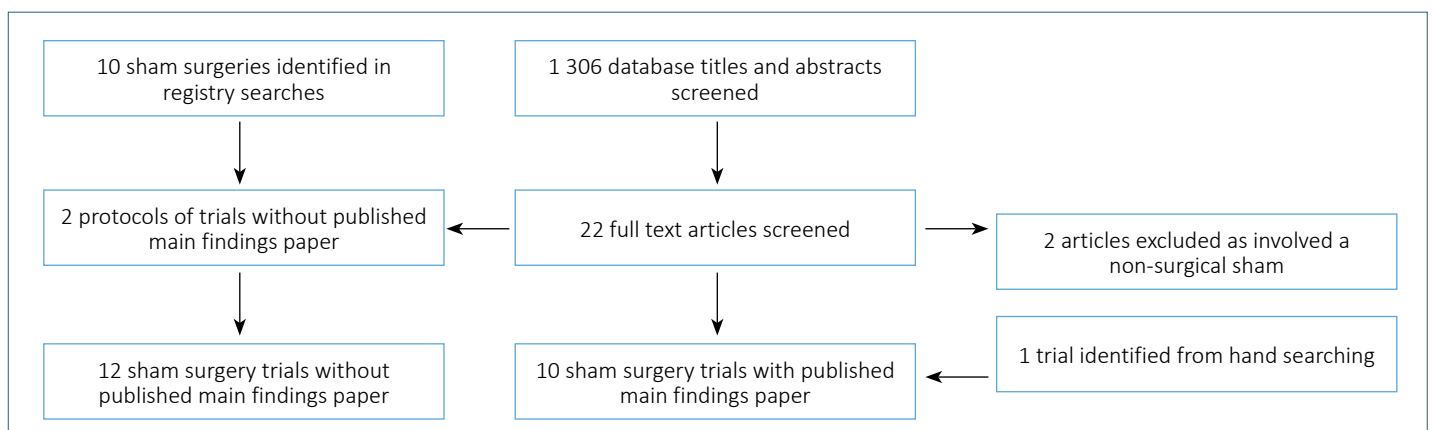 10 sham surgeries identified in
registry searches
1 306 database titles and abstracts
screened
2 protocols of trials without published
main findings paper
22 full text articles screened
2 articles excluded as involved a
non-surgical sham
12 sham surgery trials without
published main findings paper
10 sham surgery trials with published
main findings paper
1 trial identified from hand searching